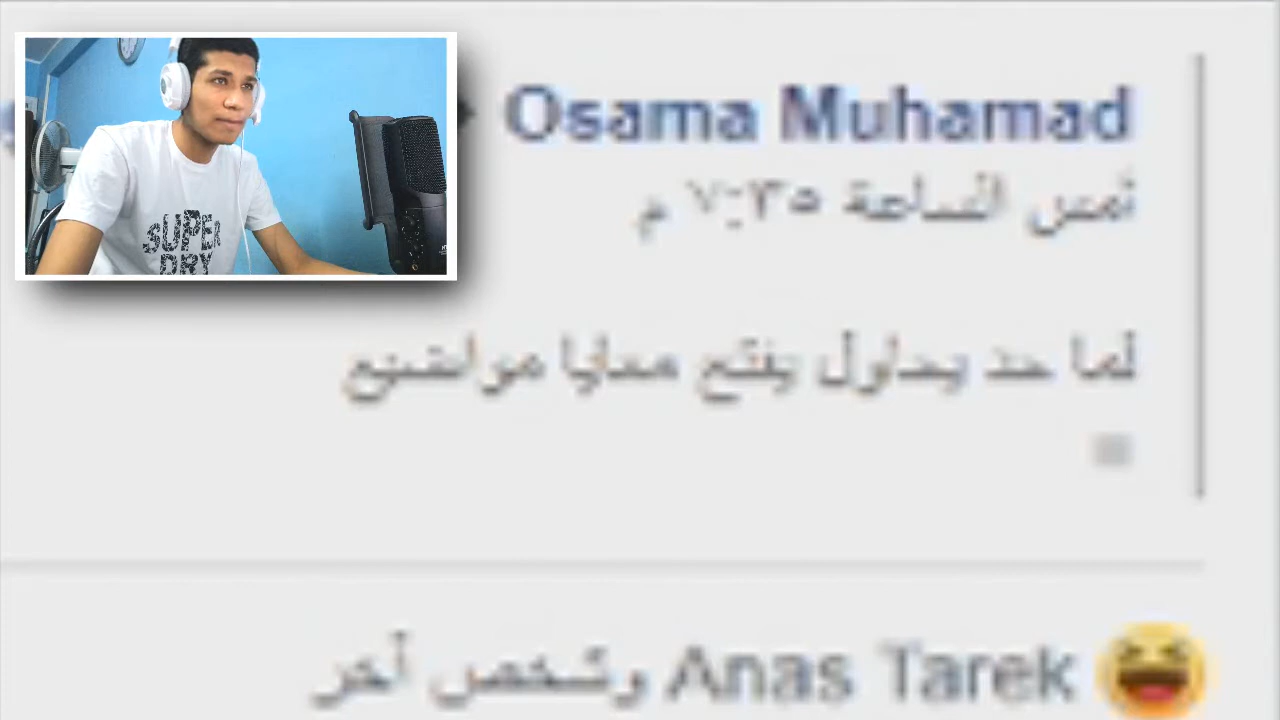 SUPER
DRY
Osama Muhamad
أمس الساعة ٧:٣٥ م
لما حد يحاول يفتح معايا مواضيع
Anas Tarek وشخص آخر